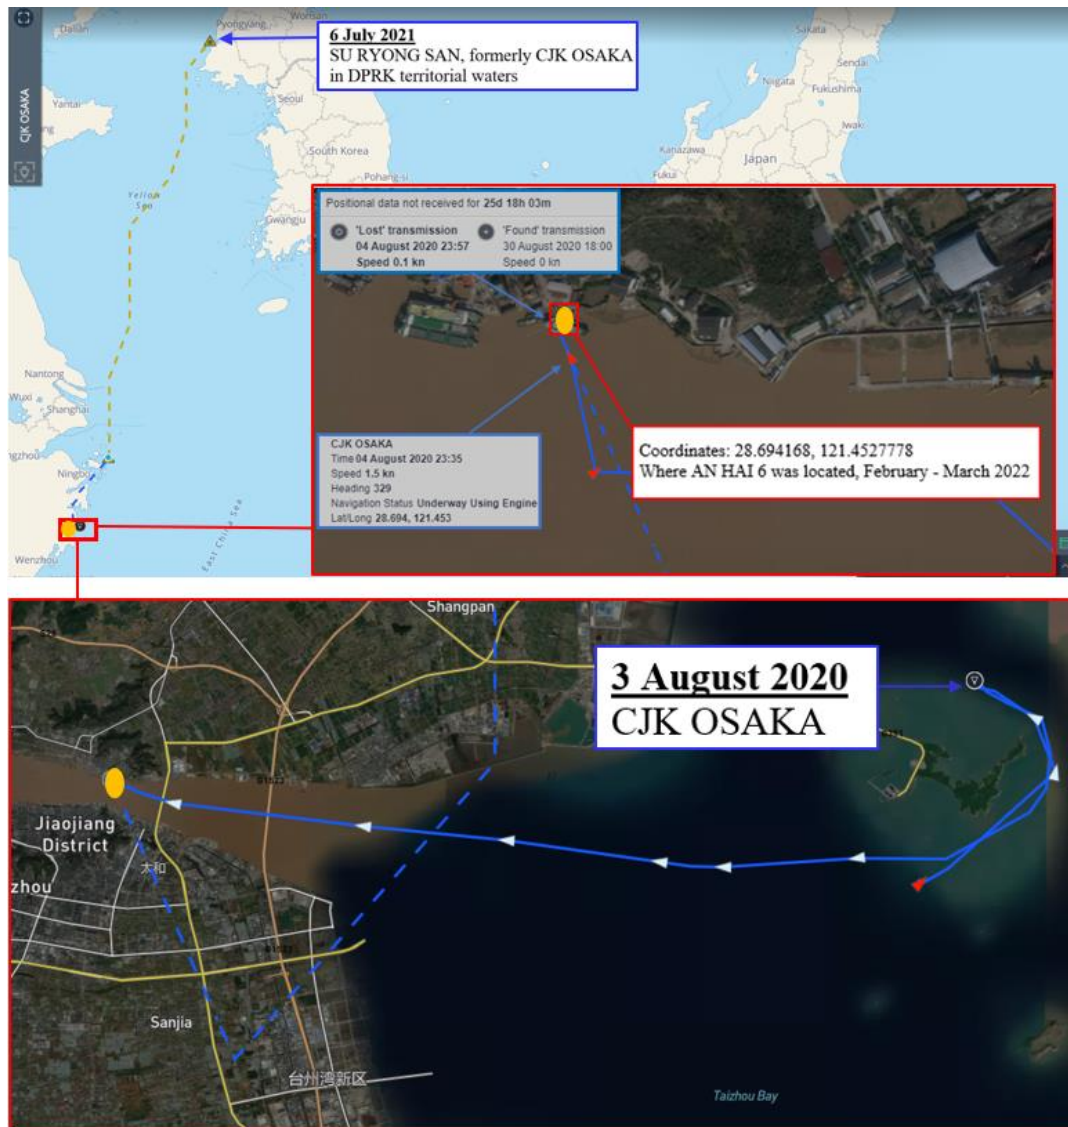 Dalian
Pyongyang
Wonsan
6 July 2021
SU RYONG SAN, formerly CJK OSAKA
in DPRK territorial waters
Sakata
Sendai
Niigata
Fukushima
Iwaki
CJK OSAKA
Yantai
Seoul
South Korea
Pohang-si
Gwangju
Yellow
Sea
Kanazawa
Fukui
Japan
Positional data not received for 25d 18h 03m
'Lost' transmission
04 August 2020 23:57
Speed 0.1 kn
'Found' transmission
30 August 2020 18:00
Speed 0 kn
Nantong
Wuxi
Shanghai
Ningbo
Wenzhou
East China Sea
CJK OSAKA
Time 04 August 2020 23:35
Speed 1.5 kn
Heading 329
Navigation Status Underway Using Engine
Lat/Long 28.694, 121.453
Coordinates: 28.694168, 121.4527778
Where AN HAI 6 was located, February - March 2022
Shangpan
3 August 2020
CJK OSAKA
G1523
Jiaojiang
District
zhou
Sanjia
台州湾新区
Taizhou Bay